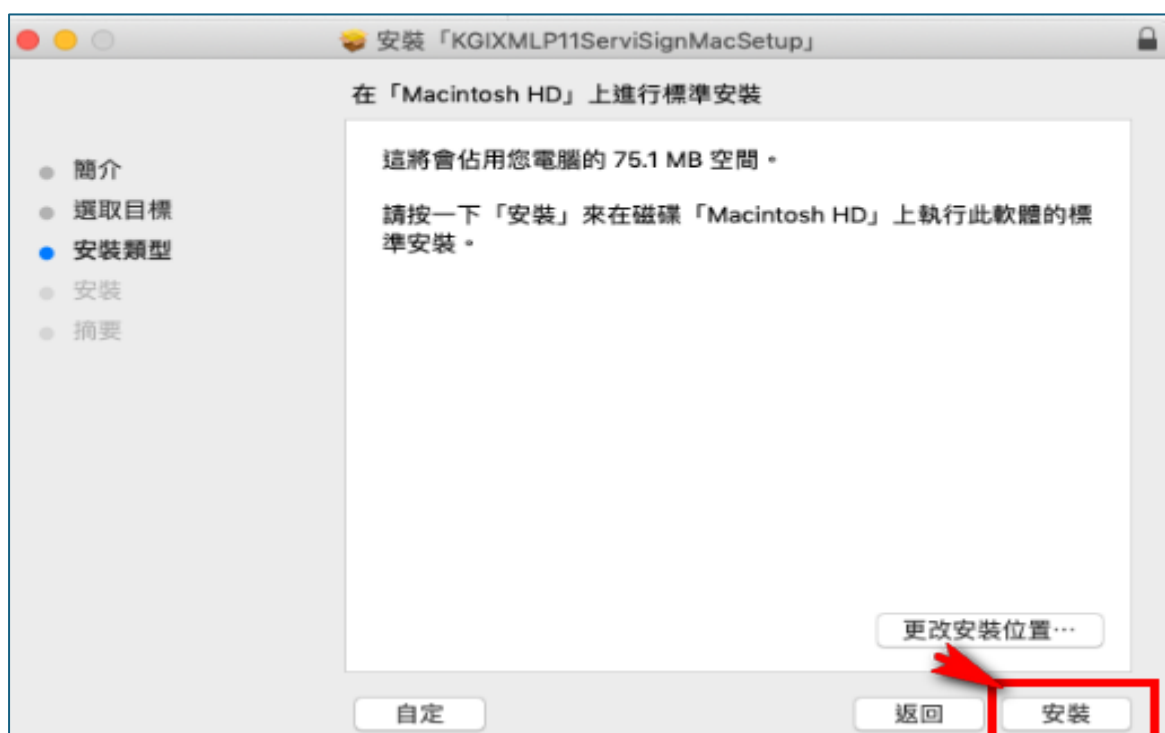 安裝「KGIXMLP11ServiSignMacSetup」
在「Macintosh HD」上進行標準安裝
簡介
選取目標
安裝類型
安裝
摘要
這將會佔用您電腦的 75.1 MB 空間。
請按一下「安裝」來在磁碟「Macintosh HD」上執行此軟體的標
準安裝。
更改安裝位置⋯
自定
返回
安裝